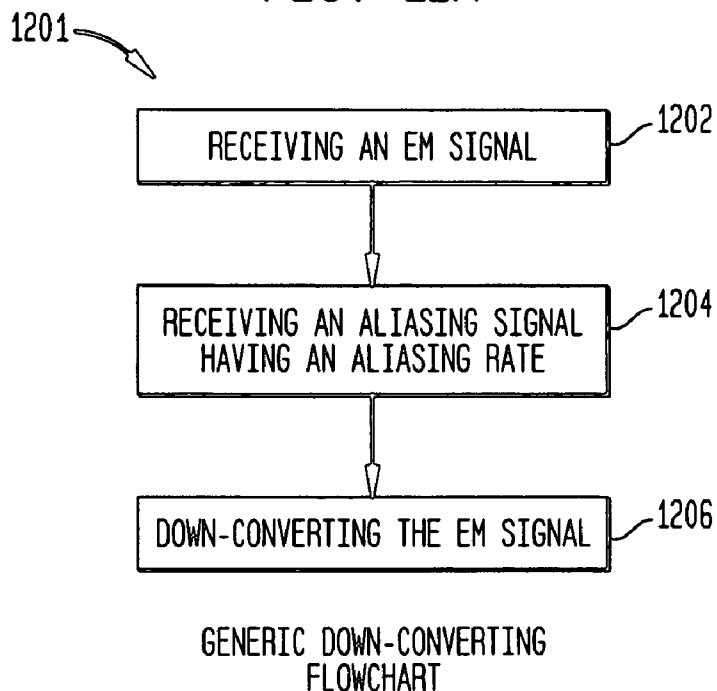 1201
RECEIVING AN EM SIGNAL
1202
RECEIVING AN ALIASING SIGNAL
HAVING AN ALIASING RATE
1204
DOWN-CONVERTING THE EM SIGNAL
1206
GENERIC DOWN-CONVERTING
FLOWCHART